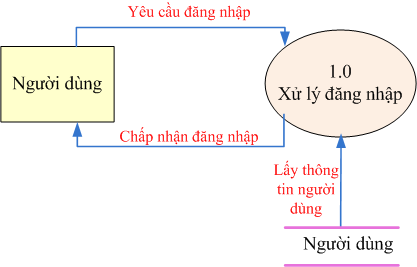 Yêu cầu đăng nhập
Người dùng
1.0
Xử lý đăng nhập
Chấp nhận đăng nhập
Lấy thông
tin người
dùng
Người dùng